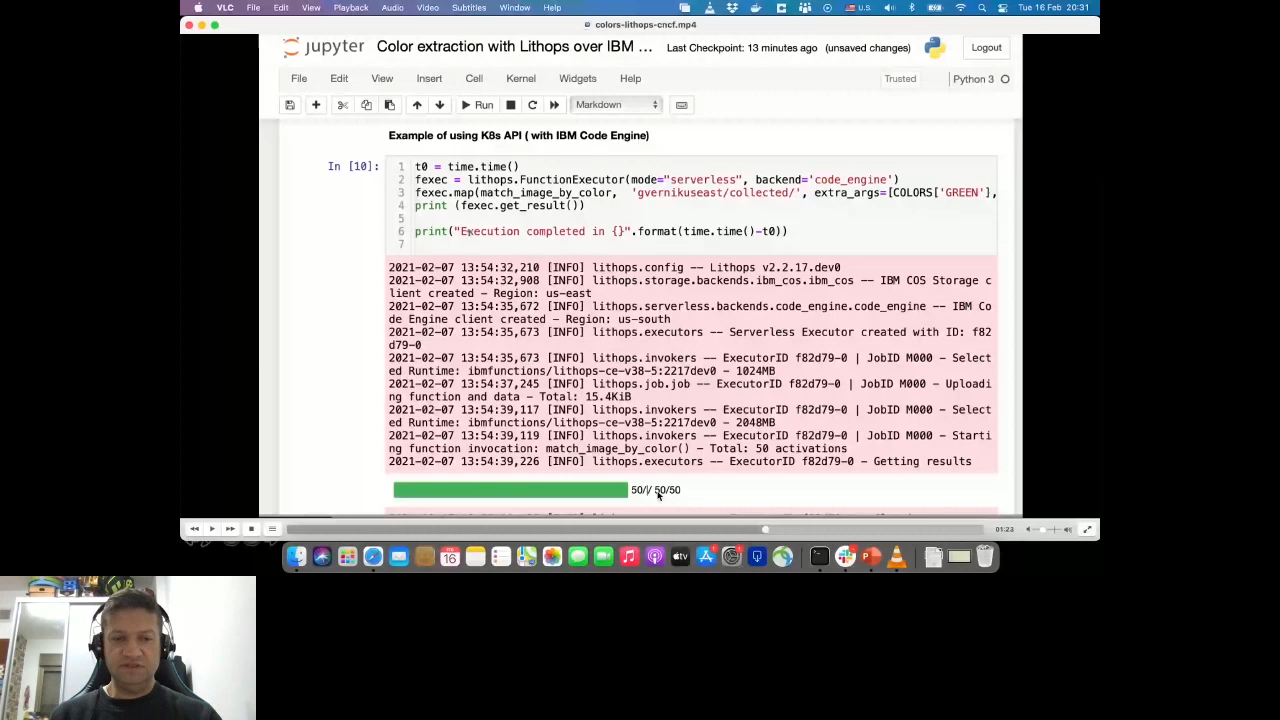 VLC File Edit View Playback Audio Video Subtitles Window Help U.S. Tue 16 Feb 20:31
colors-lithops-cncf.mp4
jupyter Color extraction with Lithops over IBM ... Last Checkpoint: 13 minutes ago (unsaved changes) Logout
File Edit View Insert Cell Kernel Widgets Help Trusted Python 3
Run Markdown
Example of using K8s API ( with IBM Code Engine)
In [10]: 1 t0 = time.time()
2 fexec = lithops.FunctionExecutor(mode="serverless", backend='code_engine')
3 fexec.map(match_image_by_color, 'gvernikuseast/collected/', extra_args=[COLORS['GREEN'],
4 print (fexec.get_result())
5
6 print("Execution completed in {}".format(time.time()-t0))
7
2021-02-07 13:54:32,210 [INFO] lithops.config -- Lithops v2.2.17.dev0
2021-02-07 13:54:32,908 [INFO] lithops.storage.backends.ibm_cos.ibm_cos -- IBM COS Storage c
lient created - Region: us-east
2021-02-07 13:54:35,672 [INFO] lithops.serverless.backends.code_engine.code_engine -- IBM Co
de Engine client created - Region: us-south
2021-02-07 13:54:35,673 [INFO] lithops.executors -- Serverless Executor created with ID: f82
d79-0
2021-02-07 13:54:35,673 [INFO] lithops.invokers -- ExecutorID f82d79-0 | JobID M000 - Select
ed Runtime: ibmfunctions/lithops-ce-v38-5:2217dev0 - 1024MB
2021-02-07 13:54:37,245 [INFO] lithops.job.job -- ExecutorID f82d79-0 | JobID M000 - Uploadi
ng function and data - Total: 15.4KiB
2021-02-07 13:54:39,117 [INFO] lithops.invokers -- ExecutorID f82d79-0 | JobID M000 - Select
ed Runtime: ibmfunctions/lithops-ce-v38-5:2217dev0 - 2048MB
2021-02-07 13:54:39,119 [INFO] lithops.invokers -- ExecutorID f82d79-0 | JobID M000 - Starti
ng function invocation: match_image_by_color() - Total: 50 activations
2021-02-07 13:54:39,226 [INFO] lithops.executors -- ExecutorID f82d79-0 - Getting results
50/|/ 50/50
01:23
16
tv